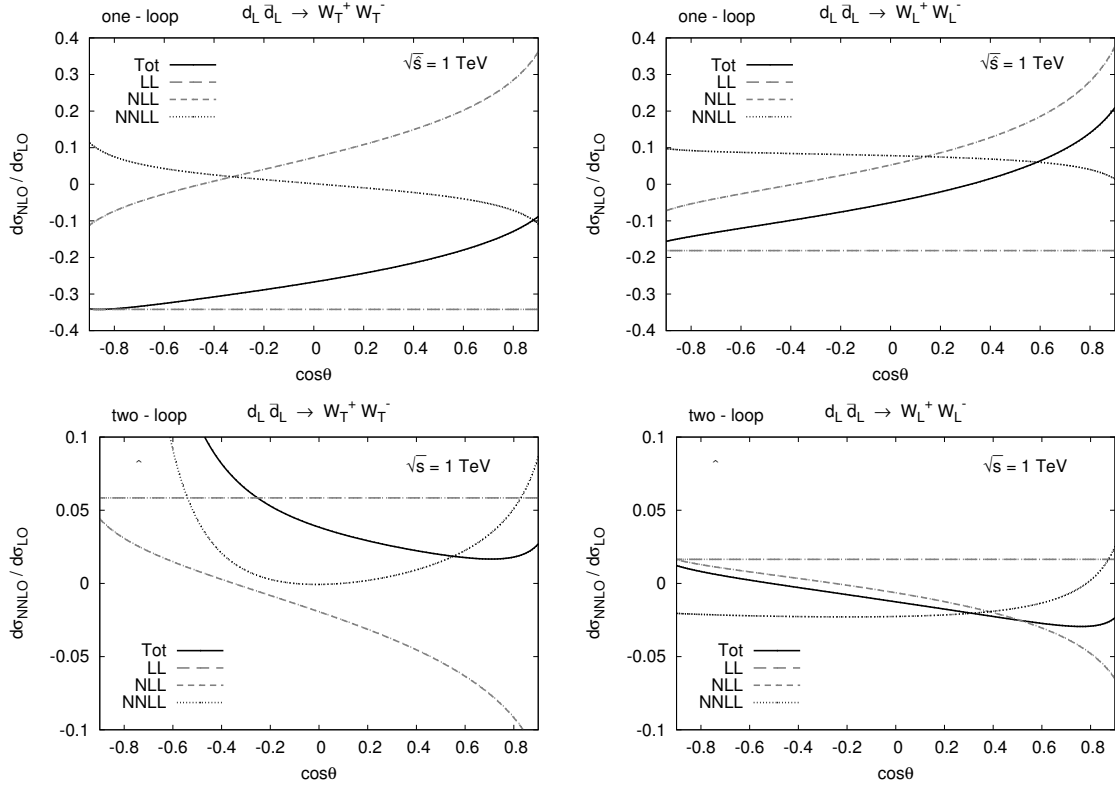 one - loop d_L d̄_L → W_T^+ W_T^-
√ŝ = 1 TeV
Tot
LL
NLL
NNLL
0.4
0.3
0.2
0.1
0
-0.1
-0.2
-0.3
-0.4
dσ_NLO / dσ_LO
-0.8 -0.6 -0.4 -0.2 0 0.2 0.4 0.6 0.8
cosθ
one - loop d_L d̄_L → W_L^+ W_L^-
√ŝ = 1 TeV
Tot
LL
NLL
NNLL
0.4
0.3
0.2
0.1
0
-0.1
-0.2
-0.3
-0.4
dσ_NLO / dσ_LO
-0.8 -0.6 -0.4 -0.2 0 0.2 0.4 0.6 0.8
cosθ
two - loop d_L d̄_L → W_T^+ W_T^-
ˆ
√s = 1 TeV
0.1
0.05
0
-0.05
-0.1
dσ_NNLO / dσ_LO
Tot
LL
NLL
NNLL
-0.8 -0.6 -0.4 -0.2 0 0.2 0.4 0.6 0.8
cosθ
two - loop d_L d̄_L → W_L^+ W_L^-
ˆ
√s = 1 TeV
0.1
0.05
0
-0.05
-0.1
dσ_NNLO / dσ_LO
Tot
LL
NLL
NNLL
-0.8 -0.6 -0.4 -0.2 0 0.2 0.4 0.6 0.8
cosθ